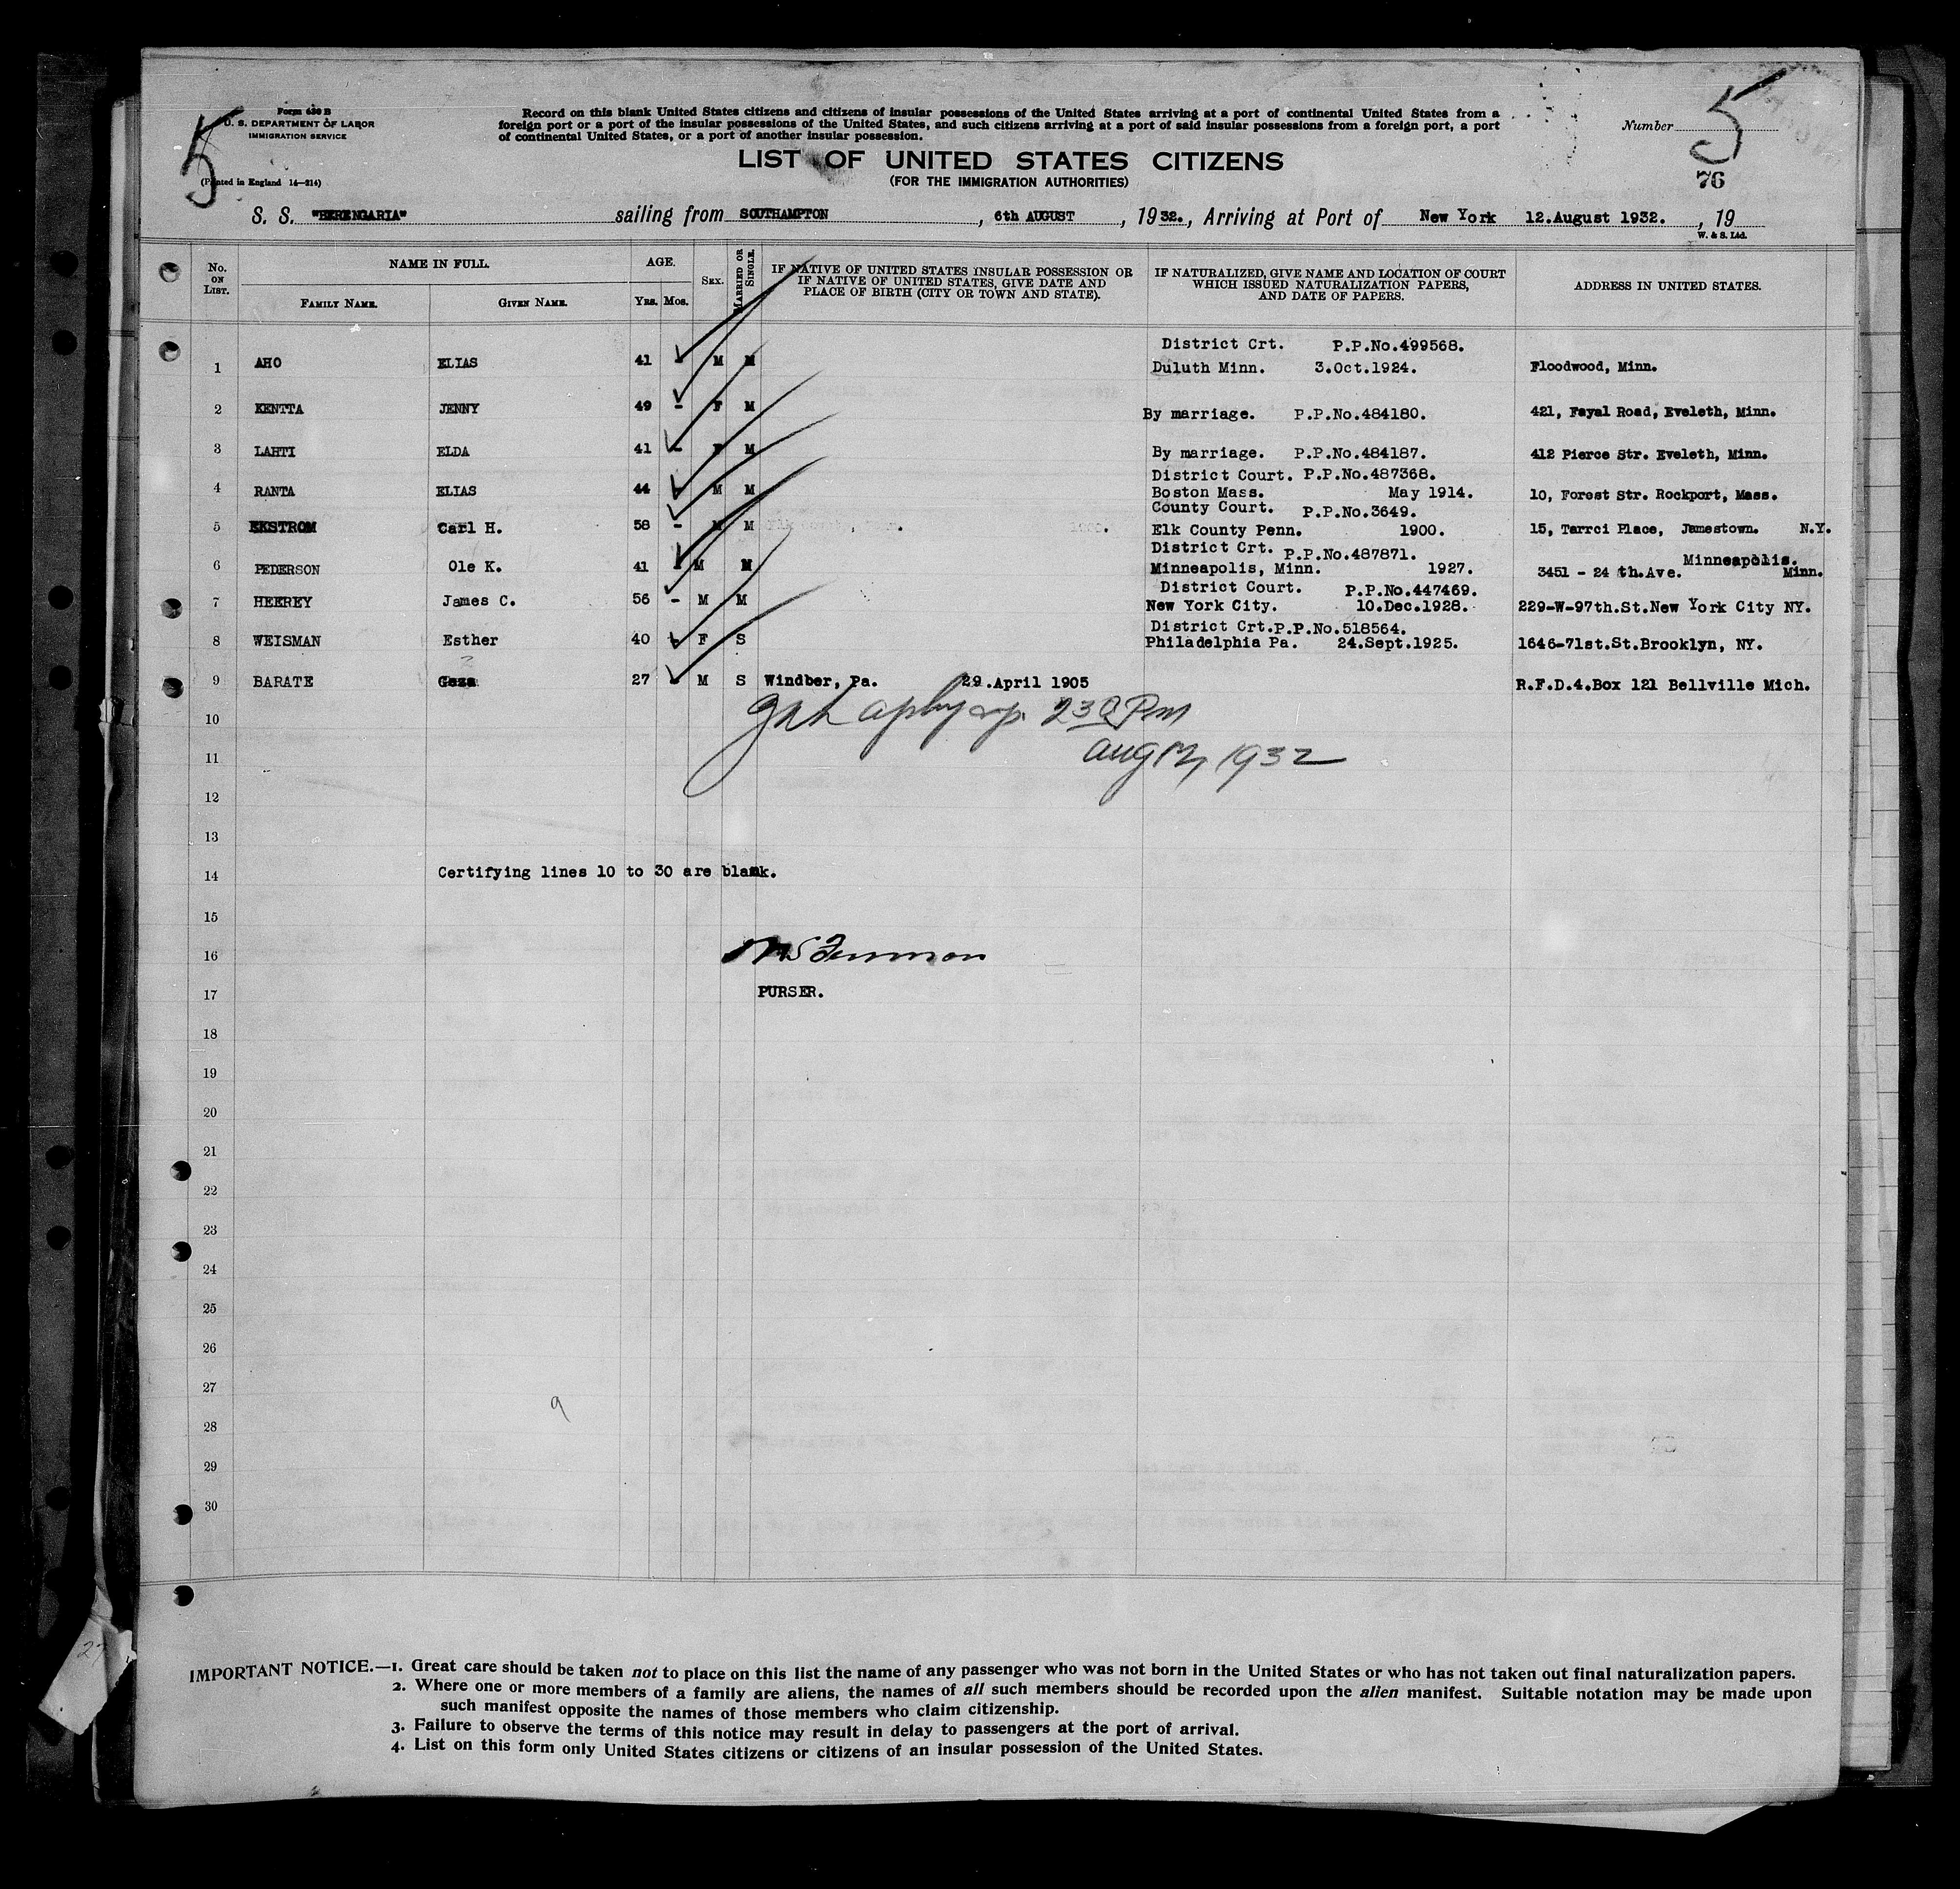 5
Form 630 B
U. S. DEPARTMENT OF LABOR
IMMIGRATION SERVICE
(Printed in England 14—214)
Record on this blank United States citizens and citizens of insular possessions of the United States arriving at a port of continental United States from a
foreign port or a port of the insular possessions of the United States, and such citizens arriving at a port of said insular possessions from a foreign port, a port
of continental United States, or a port of another insular possession.
Number 5
76
LIST OF UNITED STATES CITIZENS
(FOR THE IMMIGRATION AUTHORITIES)
S. S. "BERENGARIA" sailing from SOUTHAMPTON, 6th AUGUST, 1932., Arriving at Port of New York 12.August 1932., 19
W. & S. Ltd.
No. ON LIST. NAME IN FULL. FAMILY NAME. GIVEN NAME. AGE. YRS. MOS. SEX. MARRIED OR SINGLE. IF NATIVE OF UNITED STATES INSULAR POSSESSION OR IF NATIVE OF UNITED STATES, GIVE DATE AND PLACE OF BIRTH (CITY OR TOWN AND STATE). IF NATURALIZED, GIVE NAME AND LOCATION OF COURT WHICH ISSUED NATURALIZATION PAPERS, AND DATE OF PAPERS. ADDRESS IN UNITED STATES.
District Crt. P.P.No.499568.
1 AHO ELIAS 41 - M M Duluth Minn. 3.Oct.1924. Floodwood, Minn.
2 KENTTA JENNY 49 - F M By marriage. P.P.No.484180. 421, Fayal Road, Eveleth, Minn.
3 LAHTI ELDA 41 - F M By marriage. P.P.No.484187. 412 Pierce Str. Eveleth, Minn.
District Court. P.P.No.487368.
4 RANTA ELIAS 44 - M M Boston Mass. May 1914. 10, Forest Str. Rockport, Mass.
County Court. P.P.No.3649.
5 EKSTROM Carl H. 58 - M M Elk County Penn. 1900. 15, Tarrci Place, Jamestown. N.Y.
District Crt. P.P.No.487871.
6 PEDERSON Ole K. 41 - M M Minneapolis, Minn. 1927. 3451 - 24 th.Ave. Minneapolis. Minn.
District Court. P.P.No.447469.
7 HEEREY James C. 56 - M M New York City. 10.Dec.1928. 229-W-97th.St.New York City NY.
District Crt.P.P.No.518564.
8 WEISMAN Esther 40 - F S Philadelphia Pa. 24.Sept.1925. 1646-71st.St.Brooklyn, NY.
9 BARATE Geza 27 - M S Windber, Pa. 29.April 1905 R.F.D.4.Box 121 Bellville Mich.
10 230 Pm
11 Aug 12, 1932
12
13
14 Certifying lines 10 to 30 are blank.
15
16
17 PURSER.
18
19
20
21
22
23
24
25
26
27 9
28
29
30
IMPORTANT NOTICE.—1. Great care should be taken not to place on this list the name of any passenger who was not born in the United States or who has not taken out final naturalization papers.
2. Where one or more members of a family are aliens, the names of all such members should be recorded upon the alien manifest. Suitable notation may be made upon
such manifest opposite the names of those members who claim citizenship.
3. Failure to observe the terms of this notice may result in delay to passengers at the port of arrival.
4. List on this form only United States citizens or citizens of an insular possession of the United States.